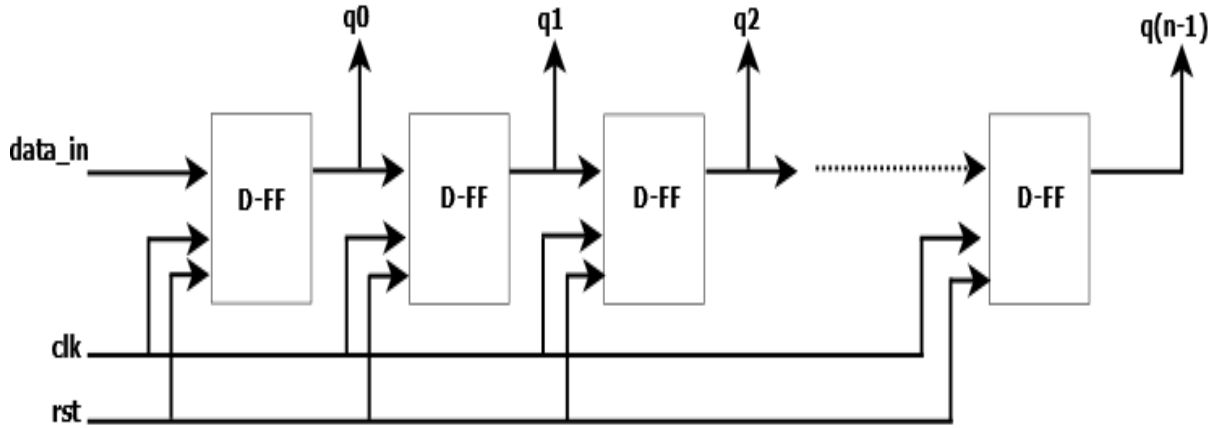 q0 q1 q2 q(n-1)
data_in
D-FF D-FF D-FF D-FF
clk
rst